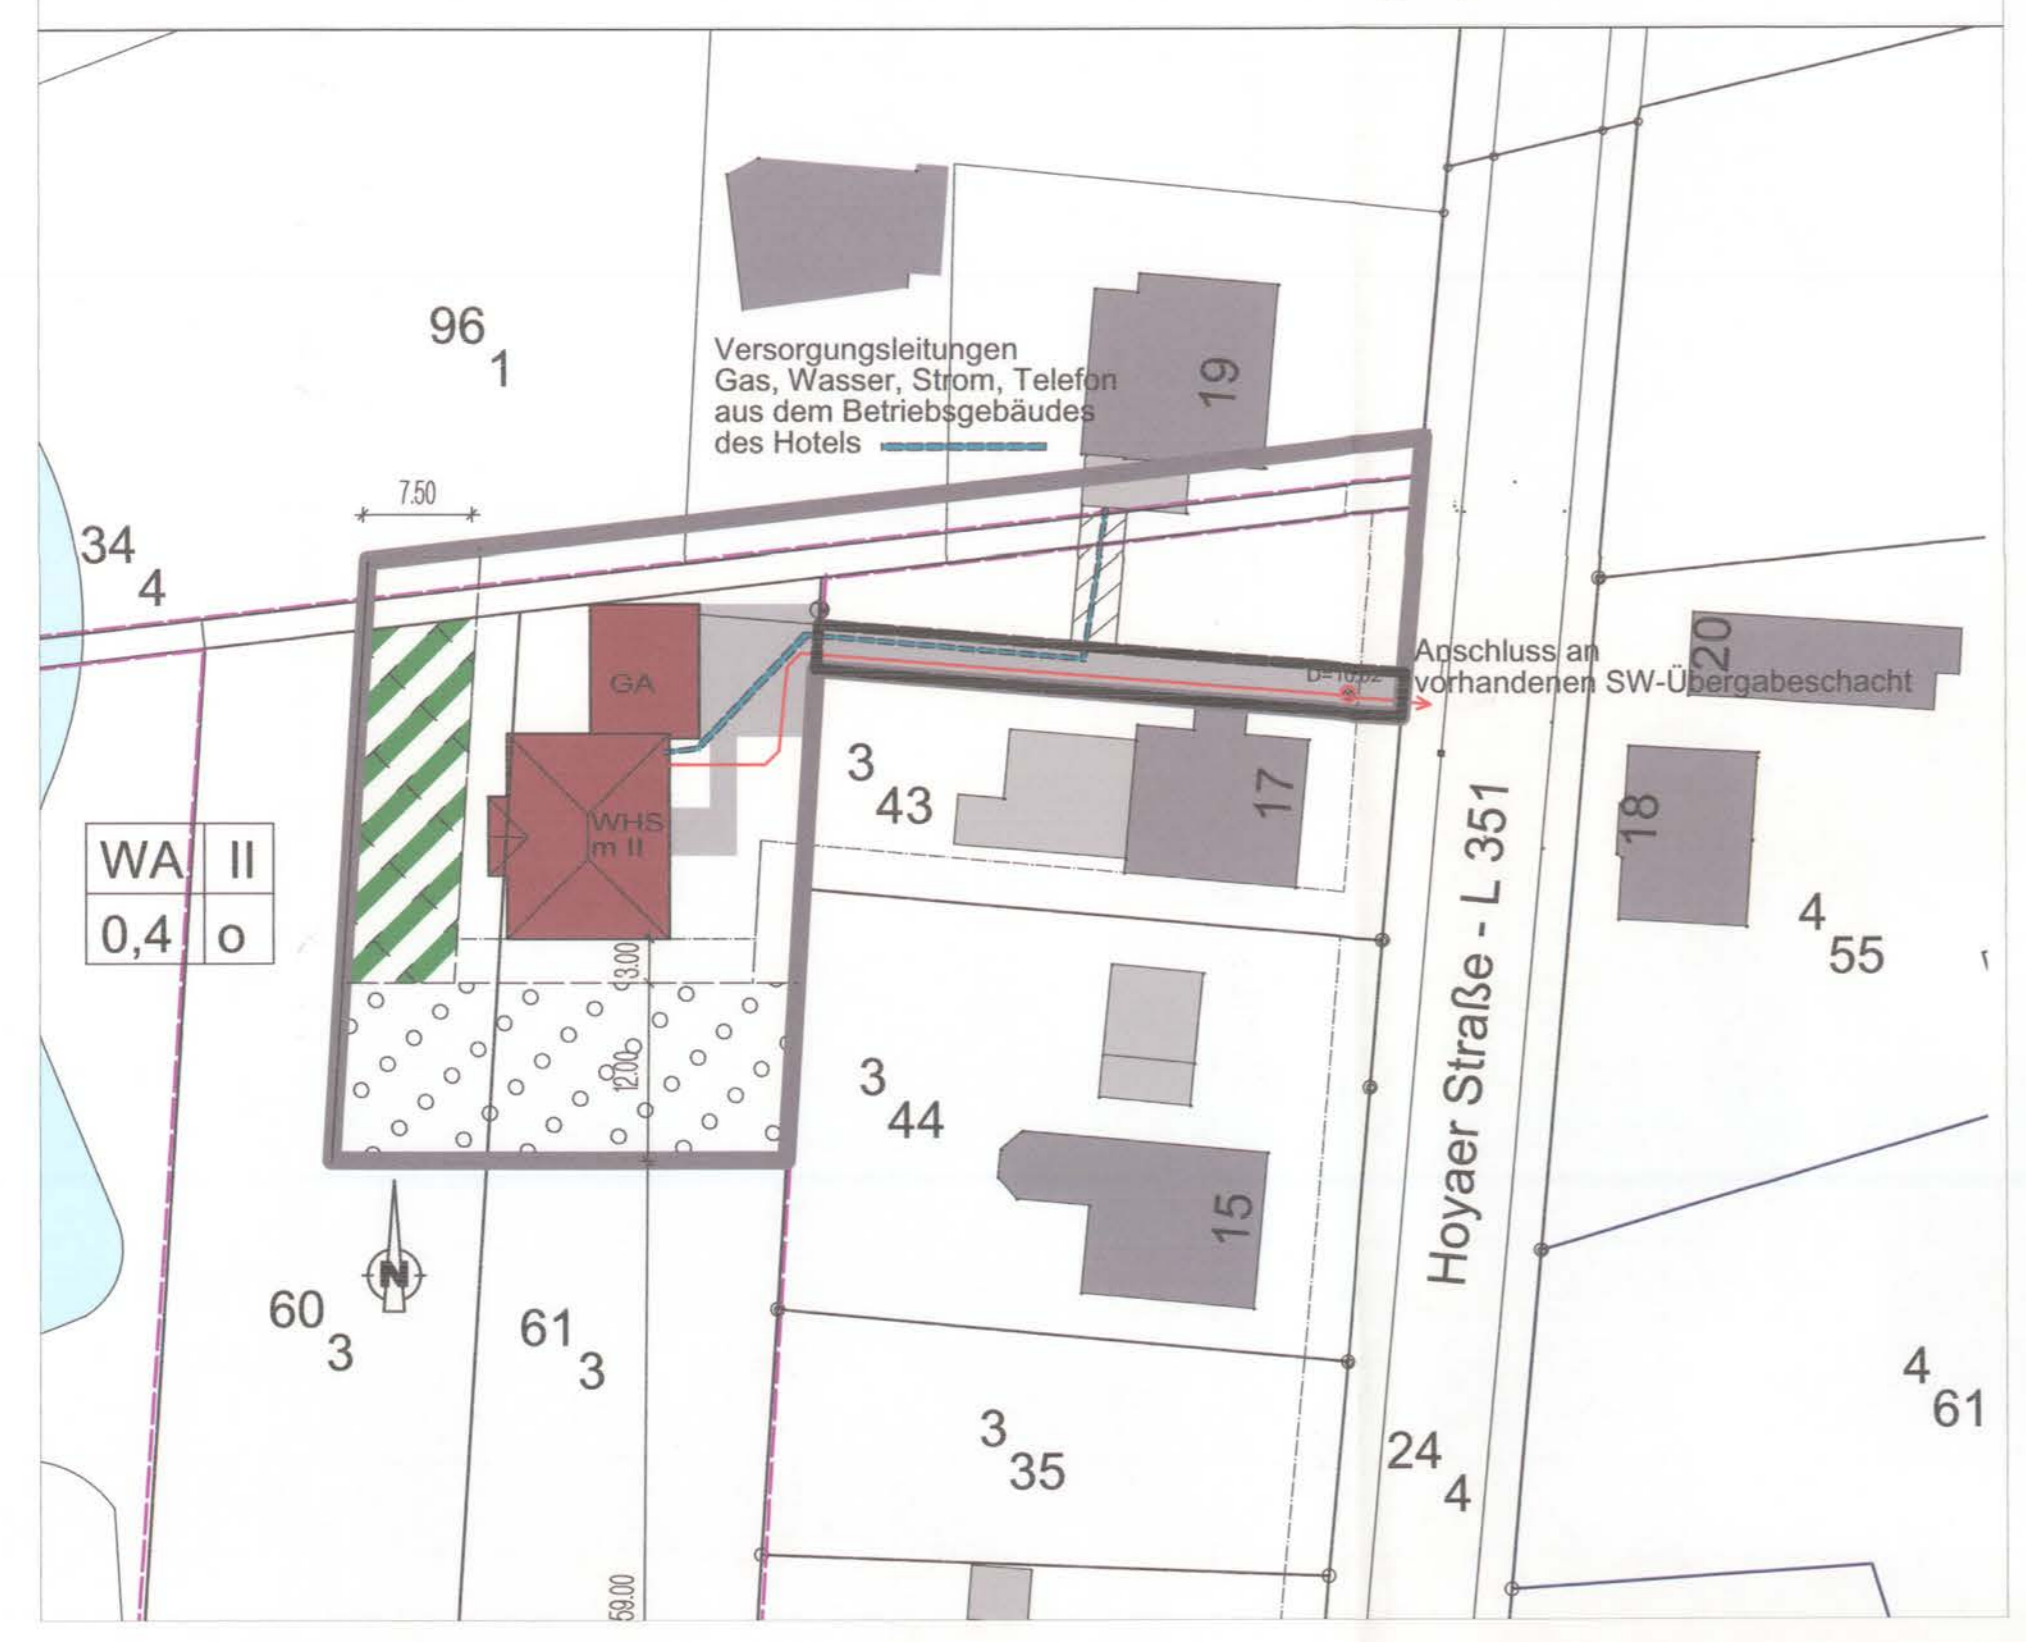 96
1
19
Versorgungsleitungen
Gas, Wasser, Strom, Telefon
aus dem Betriebsgebäudes
des Hotels
7.50
34
4
GA
Anschluss an
vorhandenen SW-Übergabeschacht
20
WHS
m II
3
43
17
18
WA II
0,4 o
3.00
12.00
4
55
3
44
15
Hoyaer Straße - L 351
N
60
3
61
3
4
61
3
35
24
4
59.00